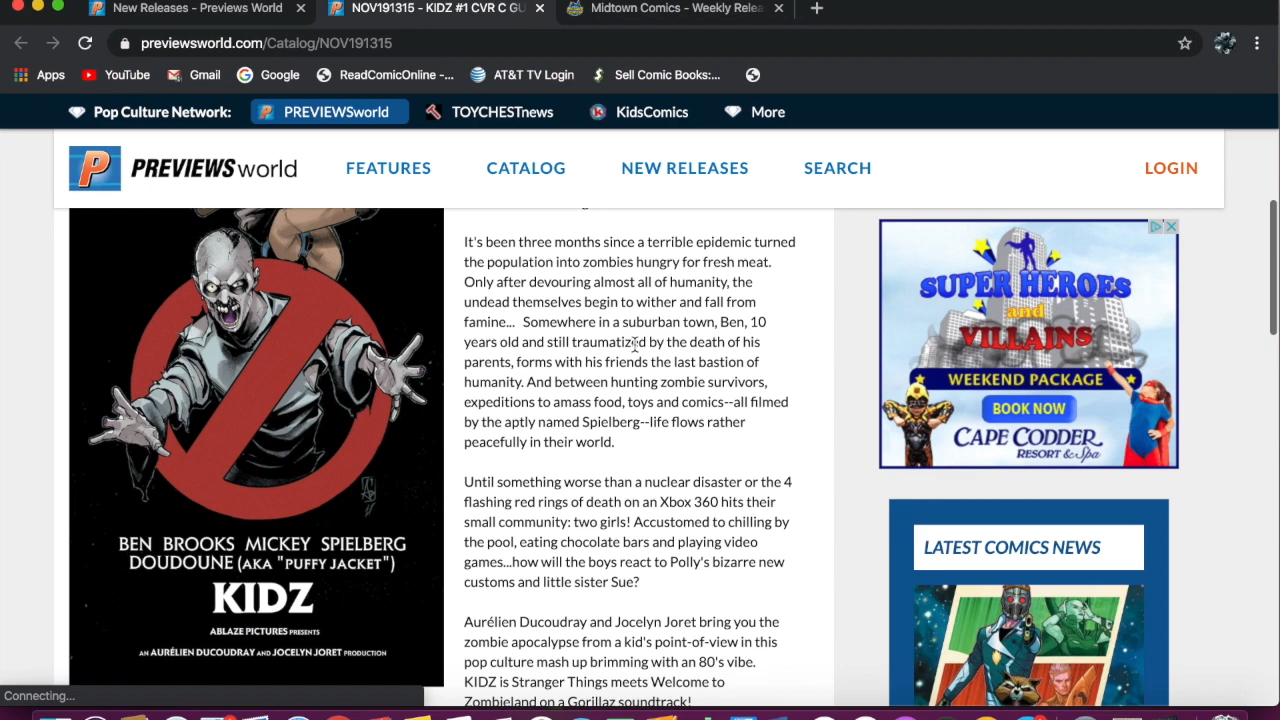 New Releases - Previews World
NOV191315 - KIDZ #1 CVR C GU
Midtown Comics - Weekly Relea
previewsworld.com/Catalog/NOV191315
Apps
YouTube
Gmail
Google
ReadComicOnline -...
AT&T TV Login
Sell Comic Books:...
Pop Culture Network:
PREVIEWSworld
TOYCHESTnews
KidsComics
More
P PREVIEWSworld
FEATURES
CATALOG
NEW RELEASES
SEARCH
LOGIN
It's been three months since a terrible epidemic turned
the population into zombies hungry for fresh meat.
Only after devouring almost all of humanity, the
undead themselves begin to wither and fall from
famine... Somewhere in a suburban town, Ben, 10
years old and still traumatized by the death of his
parents, forms with his friends the last bastion of
humanity. And between hunting zombie survivors,
expeditions to amass food, toys and comics--all filmed
by the aptly named Spielberg--life flows rather
peacefully in their world.
Until something worse than a nuclear disaster or the 4
flashing red rings of death on an Xbox 360 hits their
small community: two girls! Accustomed to chilling by
the pool, eating chocolate bars and playing video
games...how will the boys react to Polly's bizarre new
customs and little sister Sue?
Aurélien Ducoudray and Jocelyn Joret bring you the
zombie apocalypse from a kid's point-of-view in this
pop culture mash up brimming with an 80's vibe.
KIDZ is Stranger Things meets Welcome to
Zombieland on a Gorillaz soundtrack!
BEN BROOKS MICKEY SPIELBERG
DOUDOUNE (AKA "PUFFY JACKET")
KIDZ
ABLAZE PICTURES PRESENTS
AN AURÉLIEN DUCOUDRAY AND JOCELYN JORET PRODUCTION
SUPER HEROES
and
VILLAINS
WEEKEND PACKAGE
BOOK NOW
CAPE CODDER
RESORT & Spa
LATEST COMICS NEWS
Connecting...